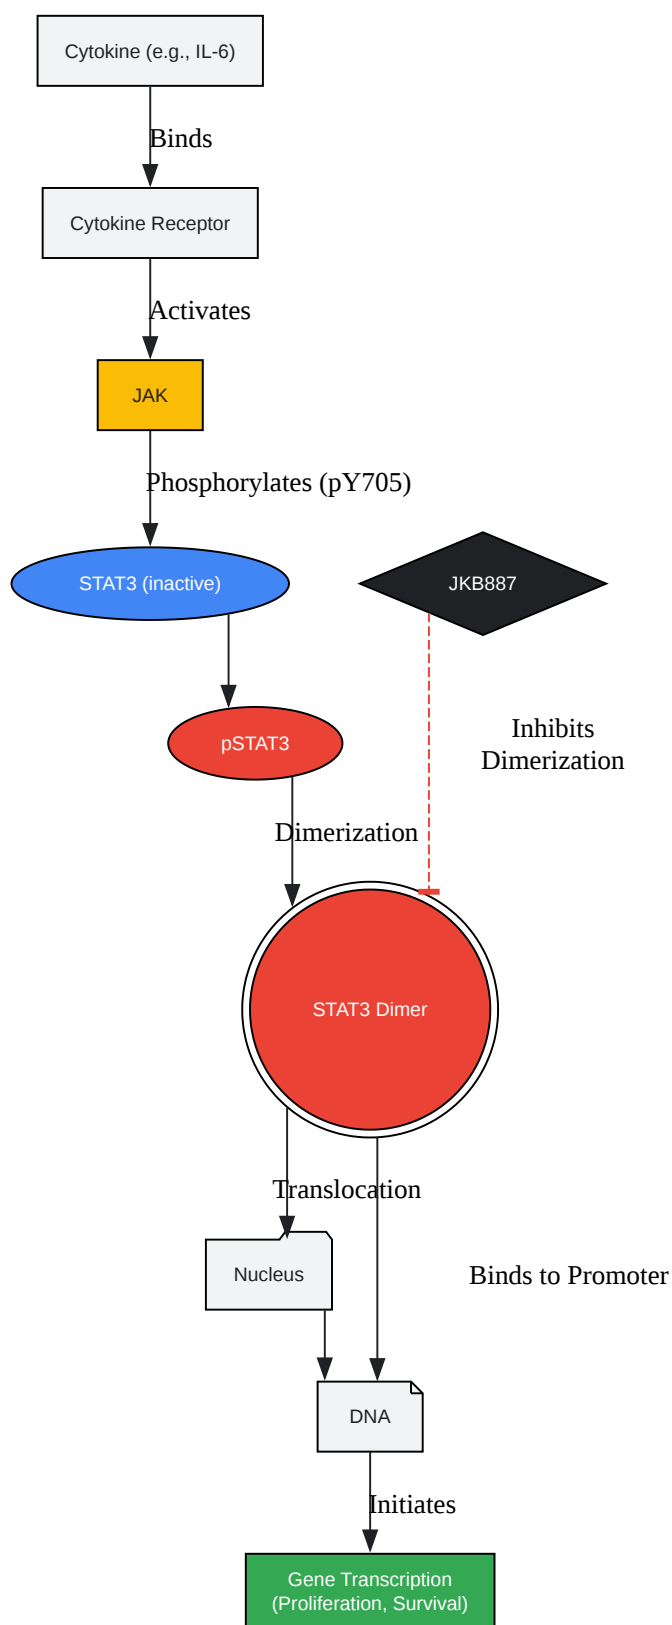 Cytokine (e.g., IL-6)
Binds
Cytokine Receptor
Activates
JAK
Phosphorylates (pY705)
STAT3 (inactive)
JKB887
pSTAT3
Inhibits
Dimerization
Dimerization
STAT3 Dimer
Translocation
Nucleus
Binds to Promoter
DNA
Initiates
Gene Transcription
(Proliferation, Survival)